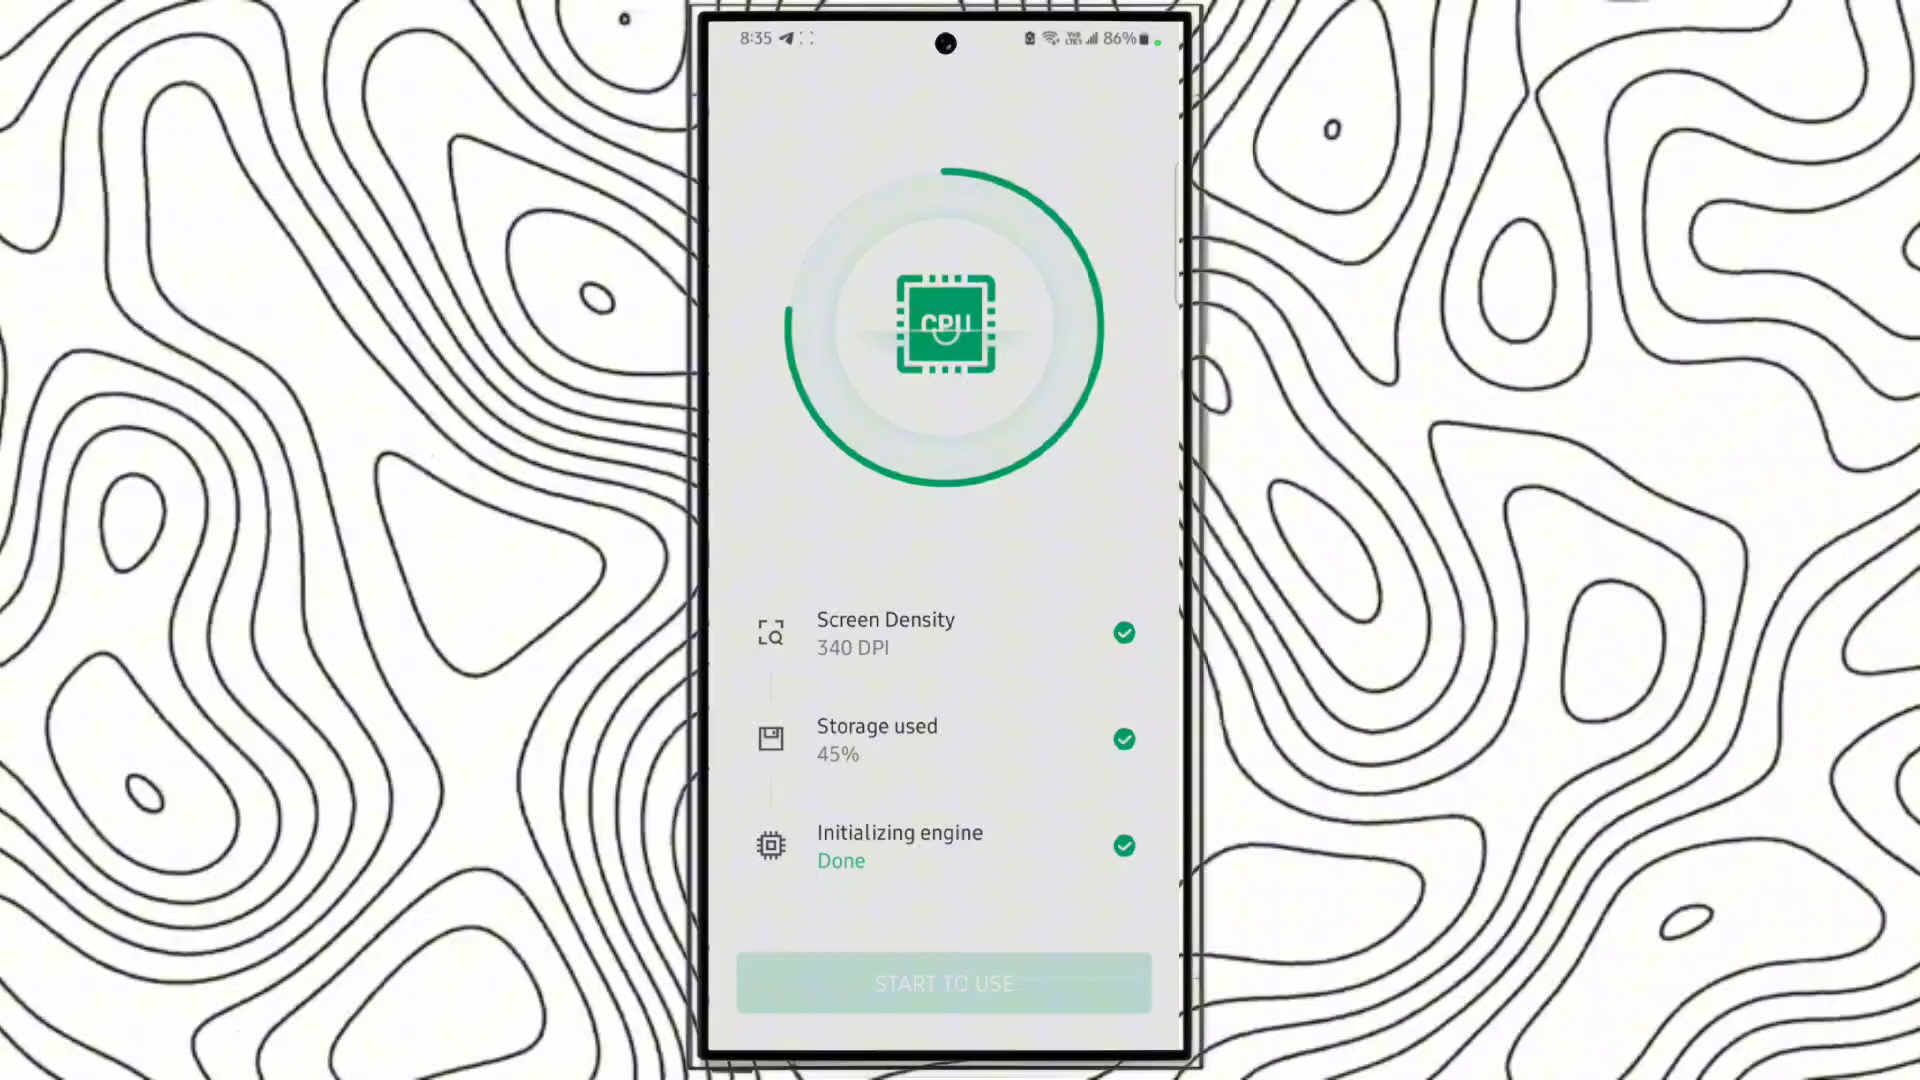 8:35 86%
CPU
Screen Density
340 DPI
Storage used
45%
Initializing engine
Done
START TO USE